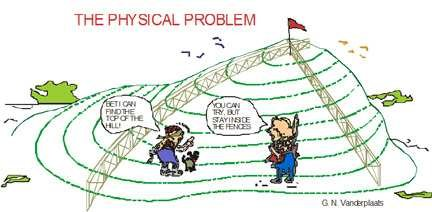 THE PHYSICAL PROBLEM
BET I CAN
FIND THE
TOP OF THE
HILL!
YOU CAN
TRY, BUT
STAY INSIDE
THE FENCES
G. N. Vanderplaats